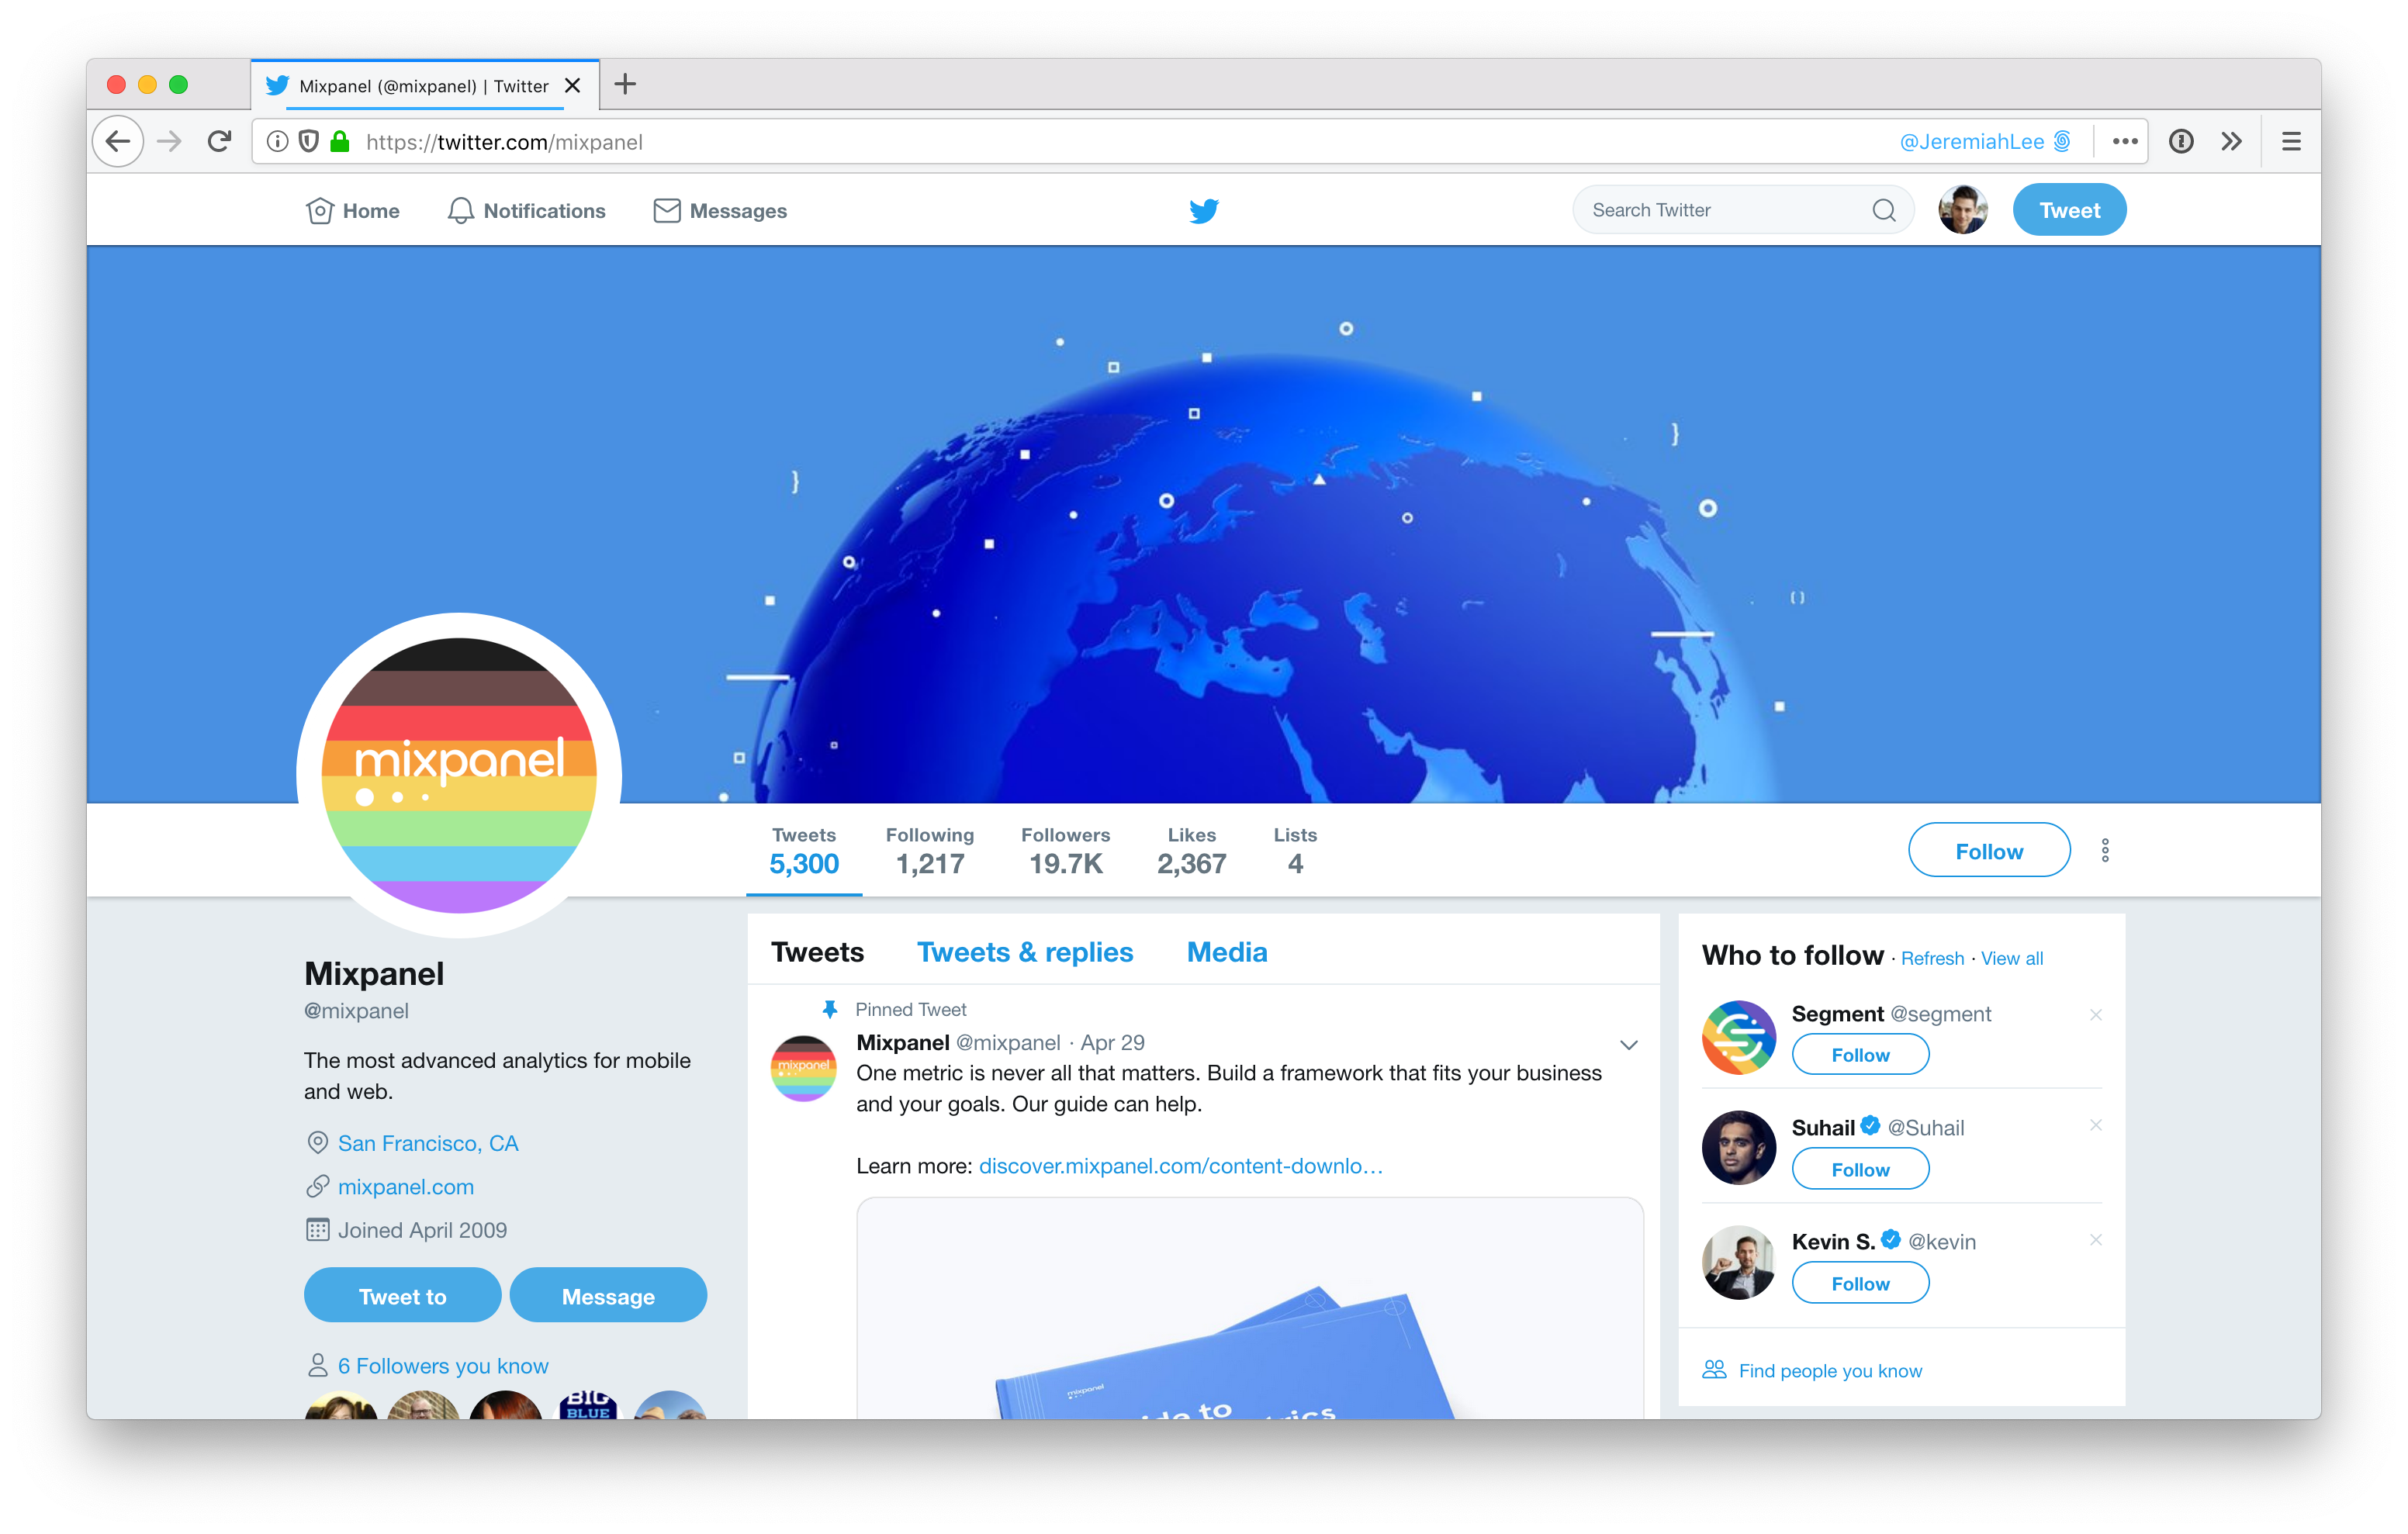 Mixpanel (@mixpanel) | Twitter
https://twitter.com/mixpanel
@JeremiahLee
Home
Notifications
Messages
Search Twitter
Tweet
mixpanel
Tweets
5,300
Following
1,217
Followers
19.7K
Likes
2,367
Lists
4
Follow
Mixpanel
@mixpanel
The most advanced analytics for mobile
and web.
San Francisco, CA
mixpanel.com
Joined April 2009
Tweet to
Message
6 Followers you know
BIG
BLUE
Tweets
Tweets & replies
Media
Pinned Tweet
Mixpanel @mixpanel · Apr 29
mixpanel
One metric is never all that matters. Build a framework that fits your business
and your goals. Our guide can help.
Learn more: discover.mixpanel.com/content-downlo…
mixpanel
to
Who to follow · Refresh · View all
Segment @segment
Follow
Suhail @Suhail
Follow
Kevin S. @kevin
Follow
Find people you know